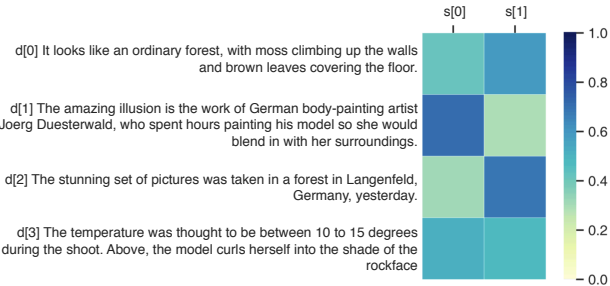 s[0] s[1]
d[0] It looks like an ordinary forest, with moss climbing up the walls
and brown leaves covering the floor.
d[1] The amazing illusion is the work of German body-painting artist
Joerg Duesterwald, who spent hours painting his model so she would
blend in with her surroundings.
d[2] The stunning set of pictures was taken in a forest in Langenfeld,
Germany, yesterday.
d[3] The temperature was thought to be between 10 to 15 degrees
during the shoot. Above, the model curls herself into the shade of the
rockface
1.0
0.8
0.6
0.4
0.2
0.0